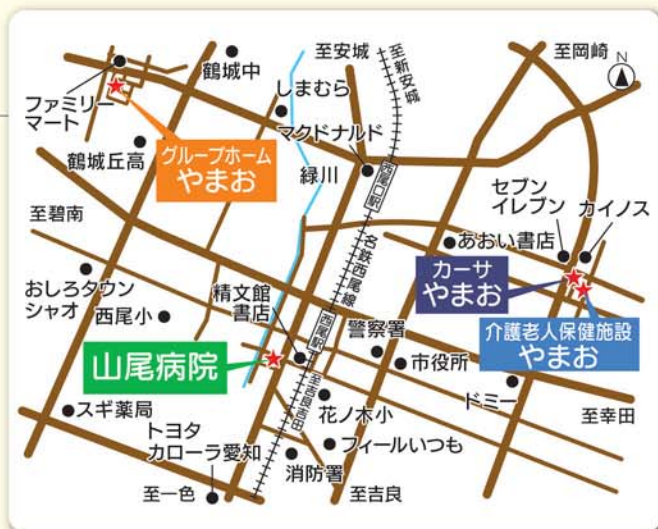 至安城
至新安城
至岡崎
N
鶴城中
しまむら
ファミリー
マート
マクドナルド
鶴城丘高
グループホーム
やまお
緑川
西尾口駅
セブン
イレブン
カイノス
至碧南
あおい書店
名鉄西尾線
カーサ
やまお
おしろタウン
シャオ
精文館
書店
西尾小
西尾駅
警察署
介護老人保健施設
やまお
山尾病院
市役所
至吉良吉田
ドミー
スギ薬局
花ノ木小
至幸田
トヨタ
カローラ愛知
フィールいつも
消防署
至一色
至吉良